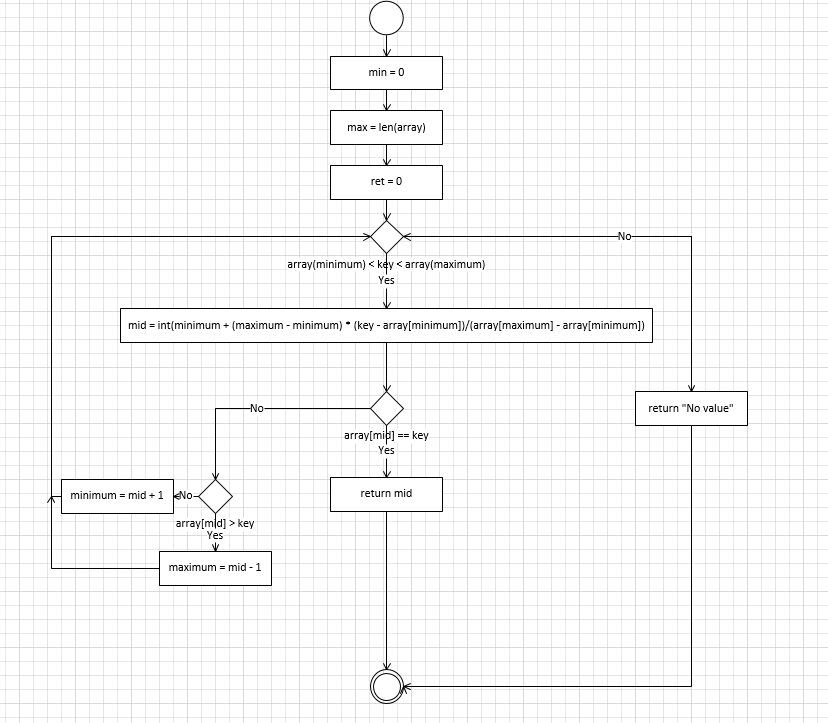 min = 0
max = len(array)
ret = 0
No
array(minimum) < key < array(maximum)
Yes
mid = int(minimum + (maximum - minimum) * (key - array[minimum])/(array[maximum] - array[minimum])
No
return "No value"
array[mid] == key
Yes
minimum = mid + 1
No
return mid
array[mid] > key
Yes
maximum = mid - 1